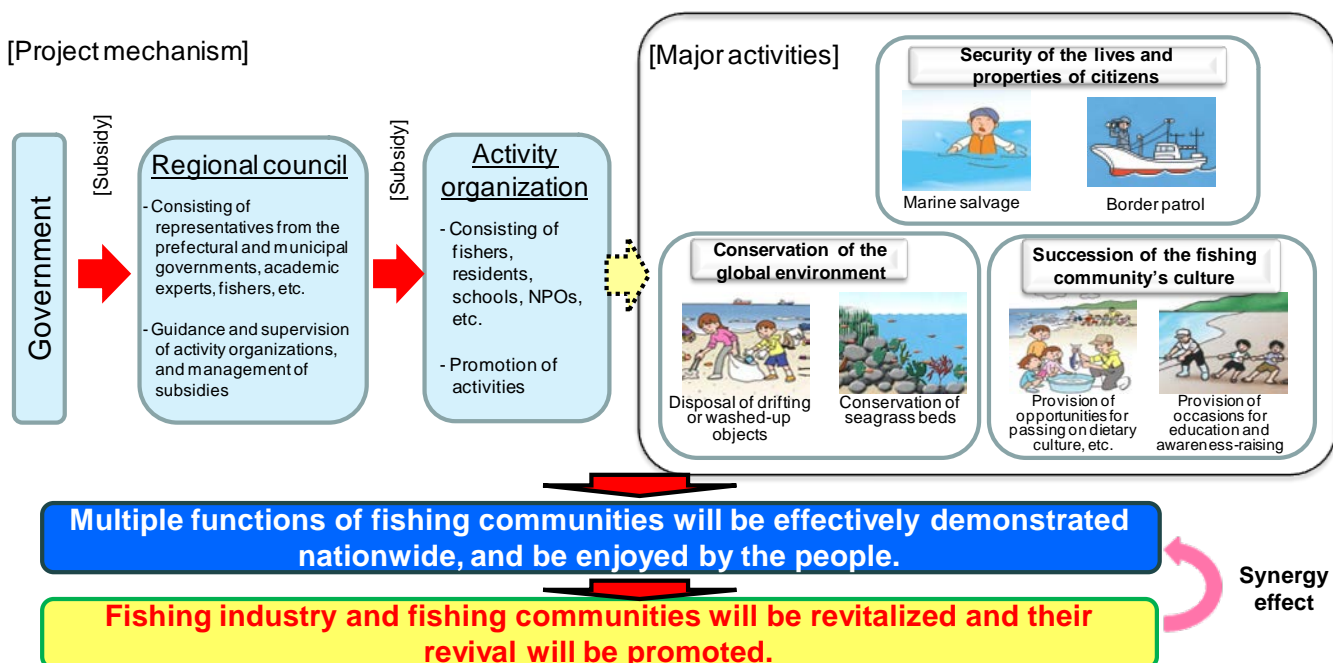 [Project mechanism]
Government
[Subsidy]
Regional council
- Consisting of
representatives from the
prefectural and municipal
governments, academic
experts, fishers, etc.
- Guidance and supervision
of activity organizations,
and management of
subsidies
[Subsidy]
Activity
organization
- Consisting of
fishers,
residents,
schools, NPOs,
etc.
- Promotion of
activities
[Major activities]
Security of the lives and
properties of citizens
Marine salvage
Border patrol
Conservation of the
global environment
Disposal of drifting
or washed-up
objects
Conservation of
seagrass beds
Succession of the fishing
community's culture
Provision of
opportunities for
passing on dietary
culture, etc.
Provision of
occasions for
education and
awareness-raising
Multiple functions of fishing communities will be effectively demonstrated
nationwide, and be enjoyed by the people.
Fishing industry and fishing communities will be revitalized and their
revival will be promoted.
Synergy
effect